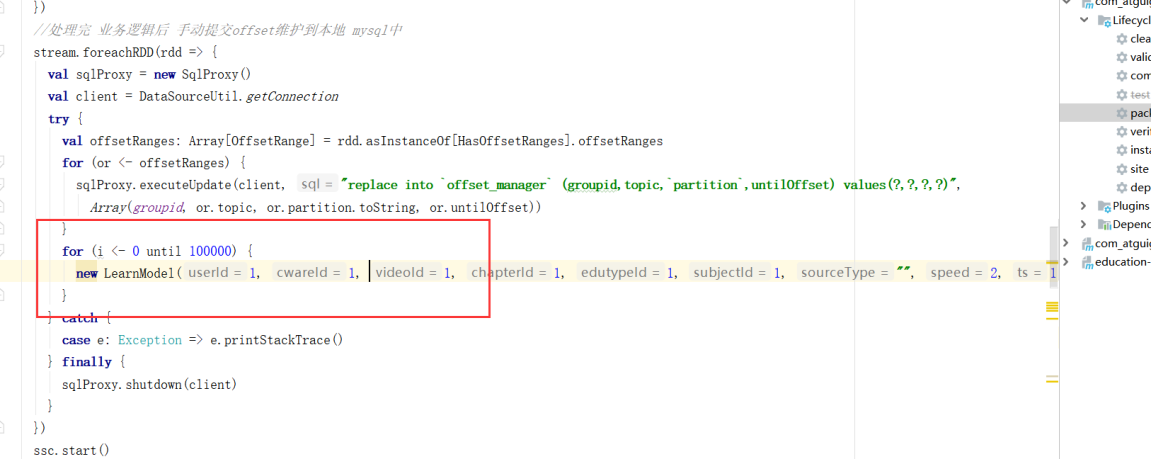 })
//处理完 业务逻辑后 手动提交offset维护到本地 mysql中
stream.foreachRDD(rdd => {
val sqlProxy = new SqlProxy()
val client = DataSourceUtil.getConnection
try {
val offsetRanges: Array[OffsetRange] = rdd.asInstanceOf[HasOffsetRanges].offsetRanges
for (or <- offsetRanges) {
sqlProxy.executeUpdate(client, sql = "replace into `offset_manager` (groupid,topic,`partition`,untilOffset) values(?,?,?,?)",
Array(groupid, or.topic, or.partition.toString, or.untilOffset))
}
for (i <- 0 until 100000) {
new LearnModel( userId = 1, cwareId = 1, videoId = 1, chapterId = 1, edutypeId = 1, subjectId = 1, sourceType = "", speed = 2, ts = 1
}
} catch {
case e: Exception => e.printStackTrace()
} finally {
sqlProxy.shutdown(client)
}
})
ssc.start()
com_atguig
Lifecycl
clea
valid
com
test
pack
verif
insta
site
dep
Plugins
Depend
com_atguig
education-